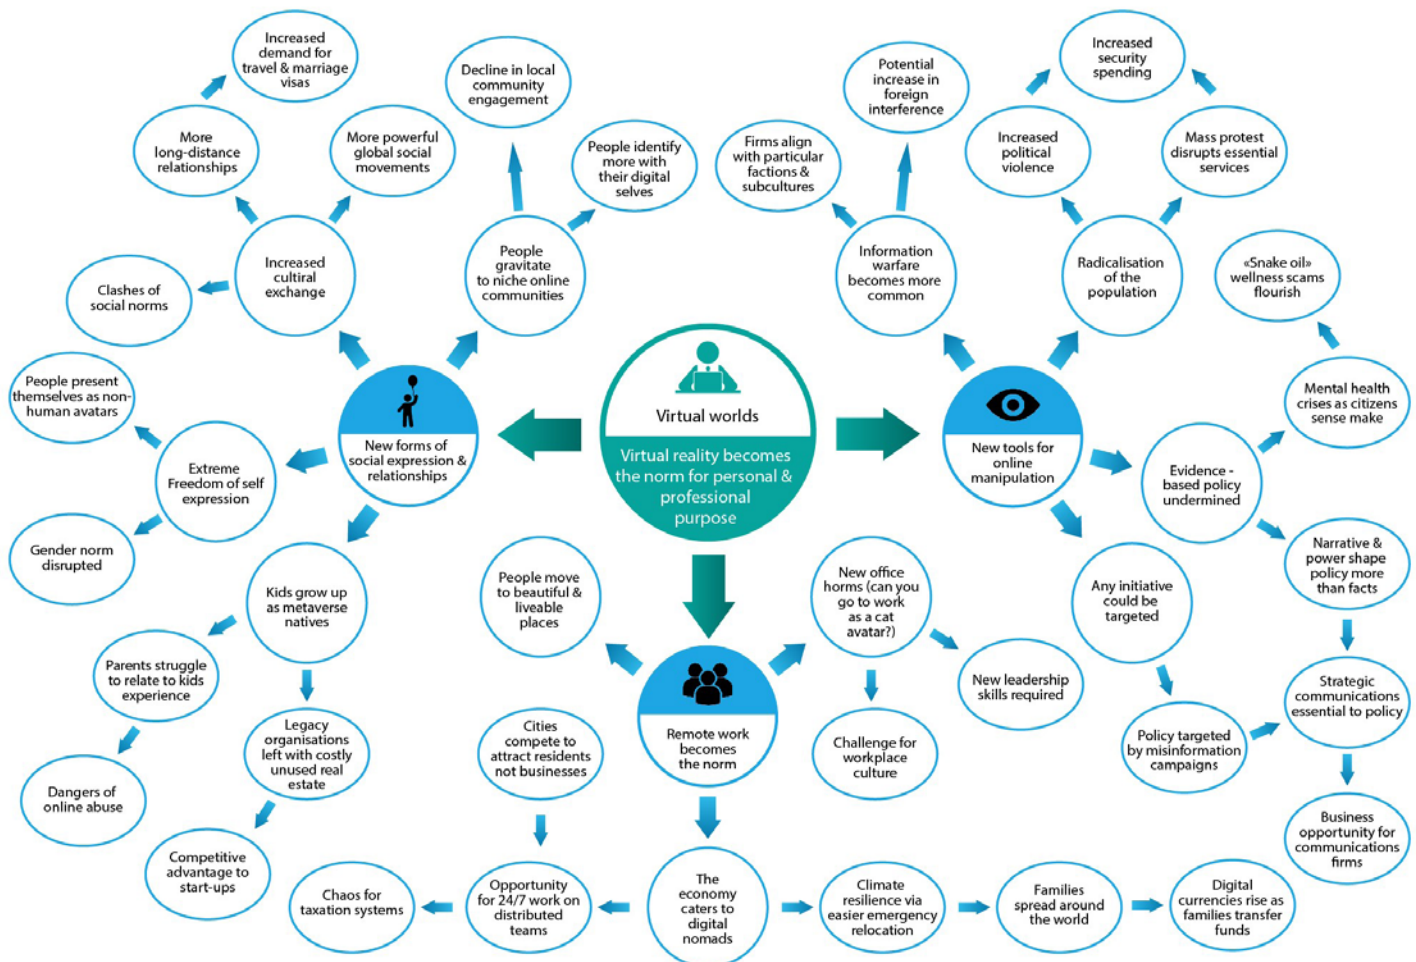 Increased
demand for
travel & marriage
visas
Decline in local
community
engagement
Potential
increase in
foreign
interference
Increased
security
spending
More
long-distance
relationships
More powerful
global social
movements
People identify
more with
their digital
selves
Firms align
with particular
factions &
subcultures
Increased
political
violence
Mass protest
disrupts essential
services
Clashes of
social norms
Increased
cultiral
exchange
People
gravitate
to niche online
communities
Information
warfare
becomes more
common
Radicalisation
of the
population
«Snake oil»
wellness scams
flourish
People present
themselves as non-
human avatars
New forms of
social expression &
relationships
Virtual worlds
Virtual reality becomes
the norm for personal &
professional
purpose
New tools for
online
manipulation
Mental health
crises as citizens
sense make
Extreme
Freedom of self
expression
Evidence -
based policy
undermined
Gender norm
disrupted
Kids grow up
as metaverse
natives
People move
to beautiful &
liveable
places
New office
horms (can you
go to work
as a cat
avatar?)
Any initiative
could be
targeted
Narrative &
power shape
policy more
than facts
Parents struggle
to relate to kids
experience
New leadership
skills required
Strategic
communications
essential to policy
Legacy
organisations
left with costly
unused real
estate
Cities
compete to
attract residents
not businesses
Remote work
becomes
the norm
Challenge for
workplace
culture
Policy targeted
by misinformation
campaigns
Dangers of
online abuse
Business
opportunity for
communications
firms
Competitive
advantage to
start-ups
Chaos for
taxation systems
Opportunity
for 24/7 work on
distributed
teams
The
economy
caters to
digital
nomads
Climate
resilience via
easier emergency
relocation
Families
spread around
the world
Digital
currencies rise as
families transfer
funds